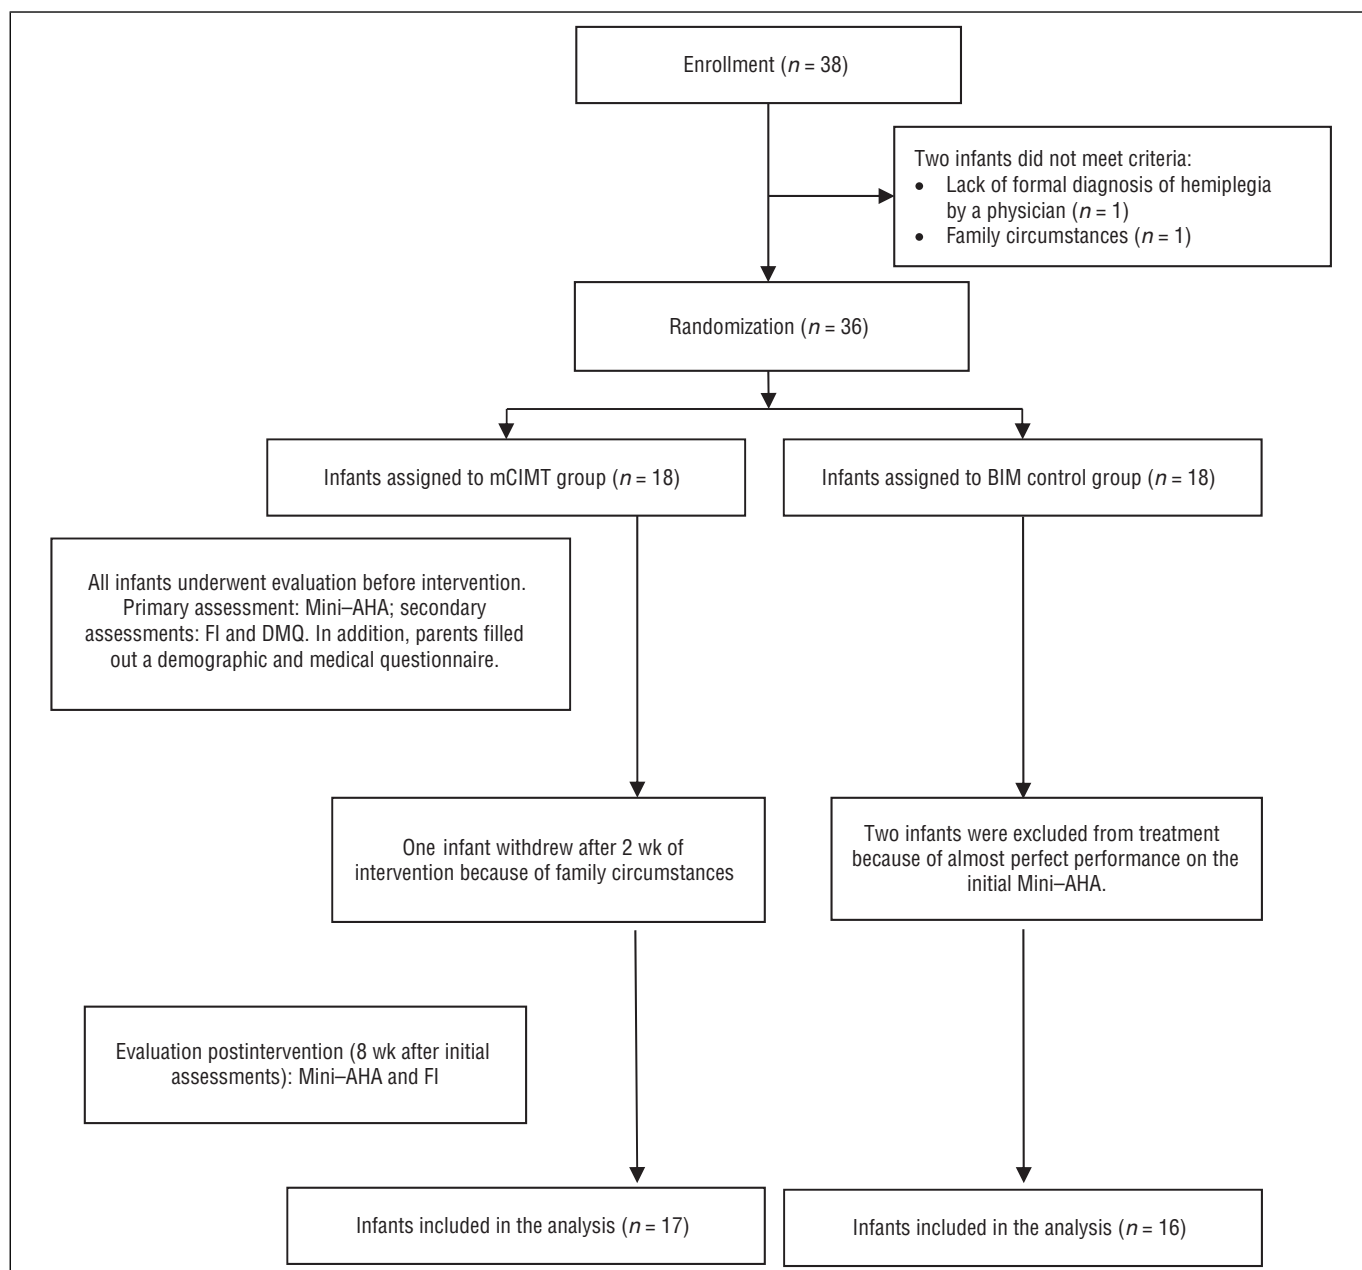 Enrollment (n = 38)
Two infants did not meet criteria:
• Lack of formal diagnosis of hemiplegia
by a physician (n = 1)
• Family circumstances (n = 1)
Randomization (n = 36)
Infants assigned to mCIMT group (n = 18)
Infants assigned to BIM control group (n = 18)
All infants underwent evaluation before intervention.
Primary assessment: Mini–AHA; secondary
assessments: FI and DMQ. In addition, parents filled
out a demographic and medical questionnaire.
One infant withdrew after 2 wk of
intervention because of family circumstances
Two infants were excluded from treatment
because of almost perfect performance on the
initial Mini–AHA.
Evaluation postintervention (8 wk after initial
assessments): Mini–AHA and FI
Infants included in the analysis (n = 17)
Infants included in the analysis (n = 16)